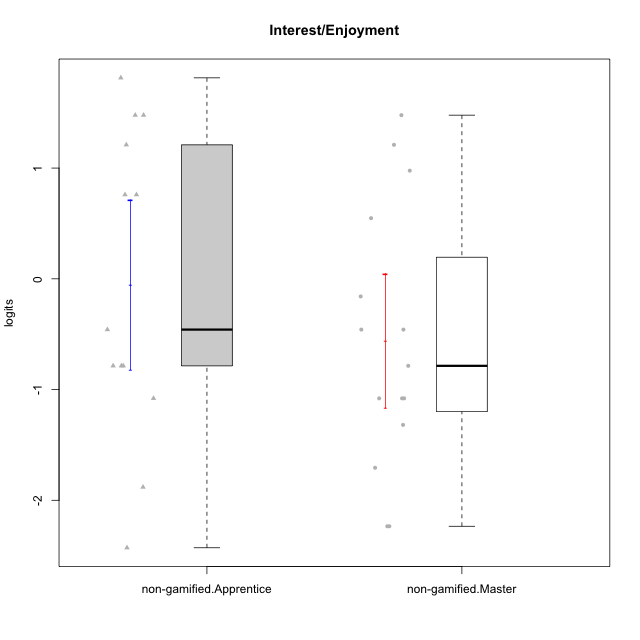 Interest/Enjoyment
logits
1
0
-1
-2
non-gamified.Apprentice
non-gamified.Master